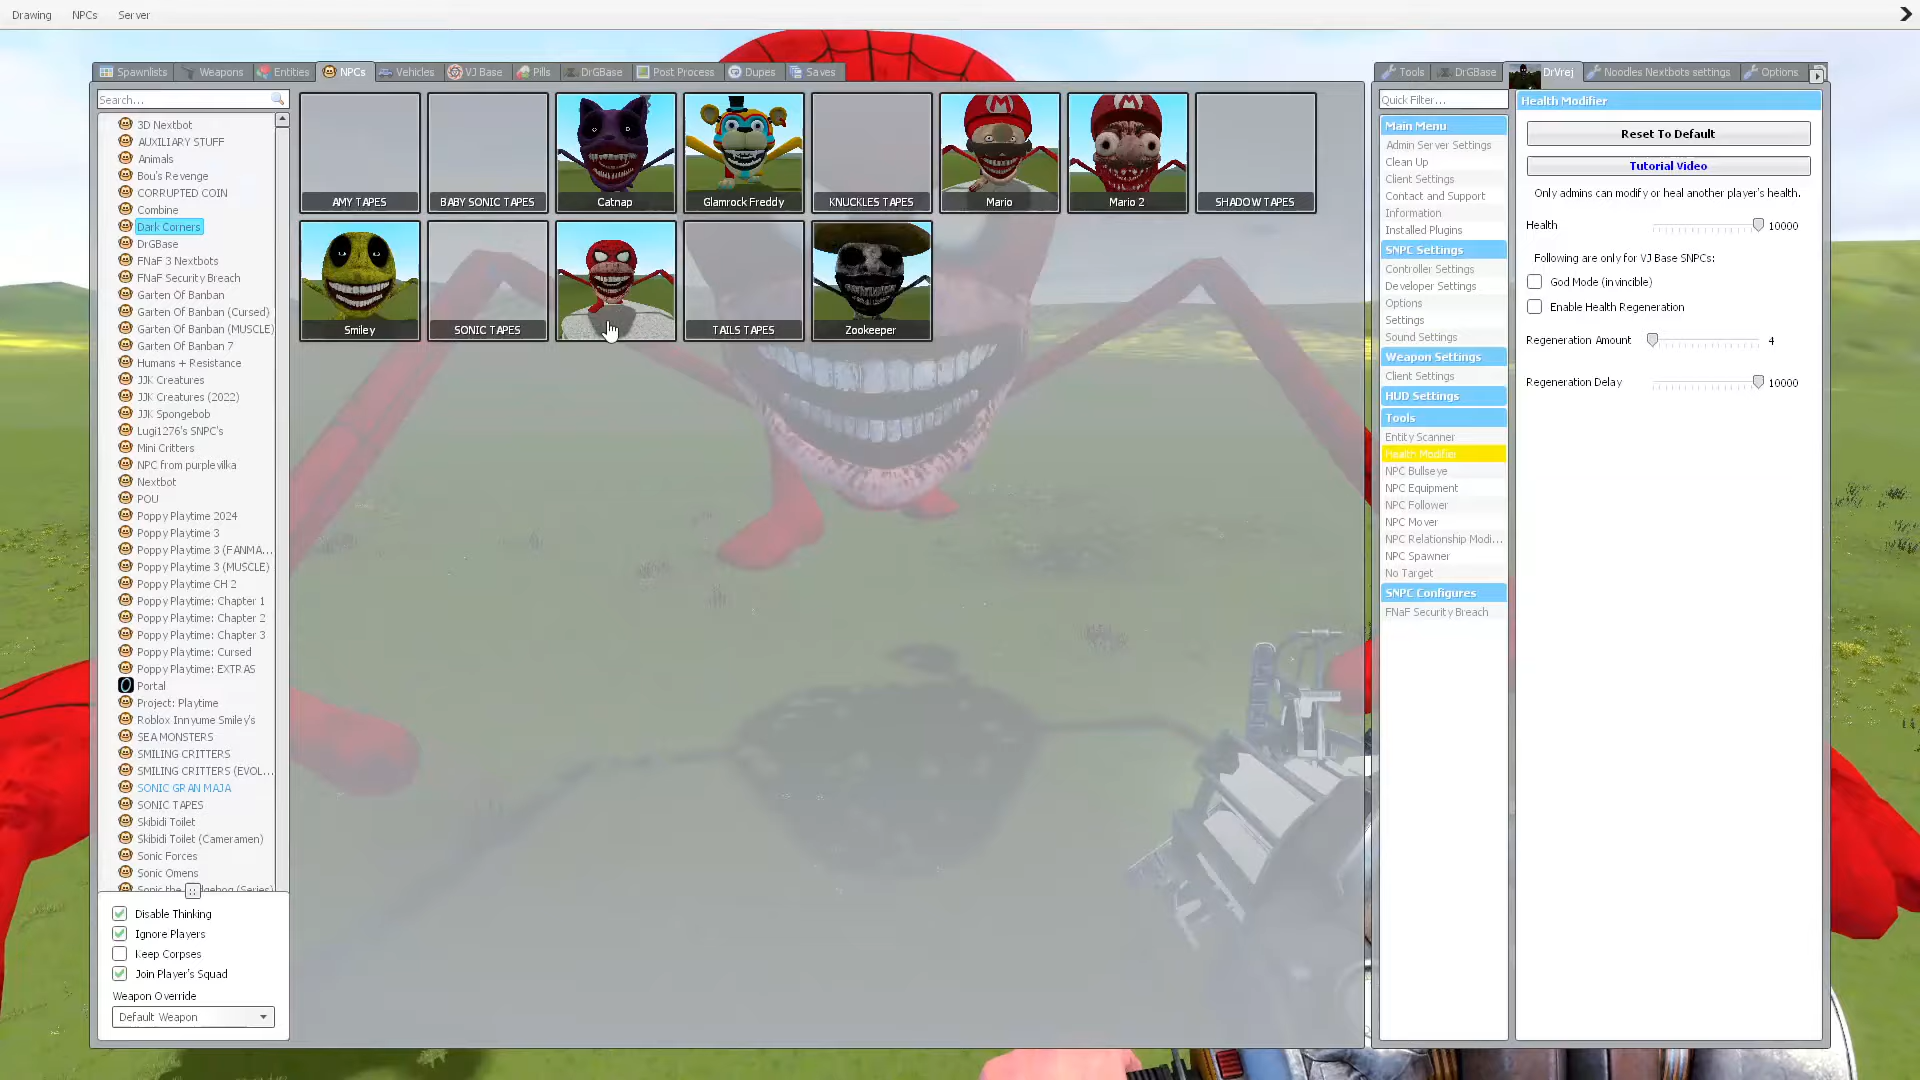 Drawing NPCs Server
Spawnlists Weapons Entities NPCs Vehicles VJ Base Pills DrGBase Post Process Dupes Saves
Search...
3D Nextbot
AUXILIARY STUFF
Animals
Bou's Revenge
CORRUPTED COIN
Combine
Dark Corners
DrGBase
FNaF 3 Nextbots
FNaF Security Breach
Garten Of Banban
Garten Of Banban (Cursed)
Garten Of Banban (MUSCLE)
Garten Of Banban 7
Humans + Resistance
JJK Creatures
JJK Creatures (2022)
JJK Spongebob
Lugi1276's SNPC's
Mini Critters
NPC from purplevilka
Nextbot
POU
Poppy Playtime 2024
Poppy Playtime 3
Poppy Playtime 3 (FANMA...
Poppy Playtime 3 (MUSCLE)
Poppy Playtime CH 2
Poppy Playtime: Chapter 1
Poppy Playtime: Chapter 2
Poppy Playtime: Chapter 3
Poppy Playtime: Cursed
Poppy Playtime: EXTRAS
Portal
Project: Playtime
Roblox Innyume Smiley's
SEA MONSTERS
SMILING CRITTERS
SMILING CRITTERS (EVOL...
SONIC GRAN MAJA
SONIC TAPES
Skibidi Toilet
Skibidi Toilet (Cameramen)
Sonic Forces
Sonic Omens
Disable Thinking
Ignore Players
Keep Corpses
Join Player's Squad
Weapon Override
Default Weapon
AMY TAPES BABY SONIC TAPES Catnap Glamrock Freddy KNUCKLES TAPES Mario Mario 2 SHADOW TAPES
Smiley SONIC TAPES TAILS TAPES Zookeeper
Tools DrGBase DrVrej Noodles Nextbots settings Options
Quick Filter...
Main Menu
Admin Server Settings
Clean Up
Client Settings
Contact and Support
Information
Installed Plugins
SNPC Settings
Controller Settings
Developer Settings
Options
Settings
Sound Settings
Weapon Settings
Client Settings
HUD Settings
Tools
Entity Scanner
Health Modifier
NPC Bullseye
NPC Equipment
NPC Follower
NPC Mover
NPC Relationship Modi...
NPC Spawner
No Target
SNPC Configures
FNaF Security Breach
Health Modifier
Reset To Default
Tutorial Video
Only admins can modify or heal another player's health.
Health 10000
Following are only for VJ Base SNPCs:
God Mode (invincible)
Enable Health Regeneration
Regeneration Amount 4
Regeneration Delay 10000